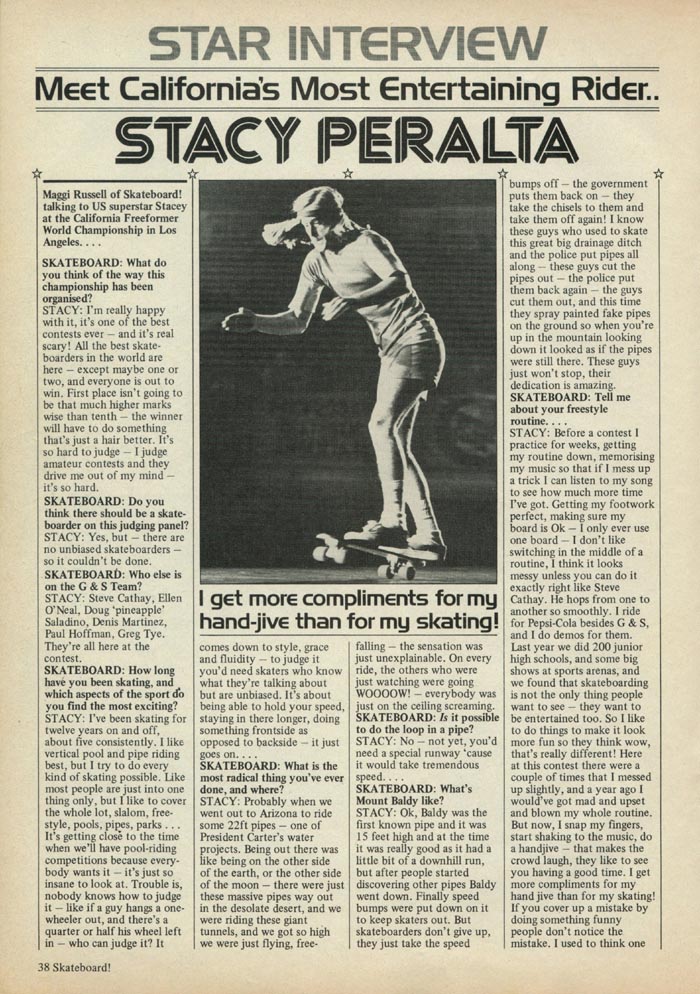 STAR INTERVIEW
Meet California's Most Entertaining Rider..
STACY PERALTA
Maggi Russell of Skateboard!
talking to US superstar Stacey
at the California Freeformer
World Championship in Los
Angeles. . . .
SKATEBOARD: What do
you think of the way this
championship has been
organised?
STACY: I'm really happy
with it, it's one of the best
contests ever — and it's real
scary! All the best skate-
boarders in the world are
here — except maybe one or
two, and everyone is out to
win. First place isn't going to
be that much higher marks
wise than tenth — the winner
will have to do something
that's just a hair better. It's
so hard to judge — I judge
amateur contests and they
drive me out of my mind —
it's so hard.
SKATEBOARD: Do you
think there should be a skate-
boarder on this judging panel?
STACY: Yes, but — there are
no unbiased skateboarders —
so it couldn't be done.
SKATEBOARD: Who else is
on the G & S Team?
STACY: Steve Cathay, Ellen
O'Neal, Doug 'pineapple'
Saladino, Denis Martinez,
Paul Hoffman, Greg Tye.
They're all here at the
contest.
SKATEBOARD: How long
have you been skating, and
which aspects of the sport do
you find the most exciting?
STACY: I've been skating for
twelve years on and off,
about five consistently. I like
vertical pool and pipe riding
best, but I try to do every
kind of skating possible. Like
most people are just into one
thing only, but I like to cover
the whole lot, slalom, free-
style, pools, pipes, parks . . .
It's getting close to the time
when we'll have pool-riding
competitions because every-
body wants it — it's just so
insane to look at. Trouble is,
nobody knows how to judge
it — like if a guy hangs a one-
wheeler out, and there's a
quarter or half his wheel left
in — who can judge it? It
I get more compliments for my
hand-jive than for my skating!
comes down to style, grace
and fluidity — to judge it
you'd need skaters who know
what they're talking about
but are unbiased. It's about
being able to hold your speed,
staying in there longer, doing
something frontside as
opposed to backside — it just
goes on. . . .
SKATEBOARD: What is the
most radical thing you've ever
done, and where?
STACY: Probably when we
went out to Arizona to ride
some 22ft pipes — one of
President Carter's water
projects. Being out there was
like being on the other side
of the earth, or the other side
of the moon — there were just
these massive pipes way out
in the desolate desert, and we
were riding these giant
tunnels, and we got so high
we were just flying, free-
falling — the sensation was
just unexplainable. On every
ride, the others who were
just watching were going
WOOOOW! — everybody was
just on the ceiling screaming.
SKATEBOARD: Is it possible
to do the loop in a pipe?
STACY: No — not yet, you'd
need a special runway 'cause
it would take tremendous
speed. . . .
SKATEBOARD: What's
Mount Baldy like?
STACY: Ok, Baldy was the
first known pipe and it was
15 feet high and at the time
it was really good as it had a
little bit of a downhill run,
but after people started
discovering other pipes Baldy
went down. Finally speed
bumps were put down on it
to keep skaters out. But
skateboarders don't give up,
they just take the speed
bumps off — the government
puts them back on — they
take the chisels to them and
take them off again! I know
these guys who used to skate
this great big drainage ditch
and the police put pipes all
along — these guys cut the
pipes out — the police put
them back again — the guys
cut them out, and this time
they spray painted fake pipes
on the ground so when you're
up in the mountain looking
down it looked as if the pipes
were still there. These guys
just won't stop, their
dedication is amazing.
SKATEBOARD: Tell me
about your freestyle
routine. . . .
STACY: Before a contest I
practice for weeks, getting
my routine down, memorising
my music so that if I mess up
a trick I can listen to my song
to see how much more time
I've got. Getting my footwork
perfect, making sure my
board is Ok — I only ever use
one board — I don't like
switching in the middle of a
routine, I think it looks
messy unless you can do it
exactly right like Steve
Cathay. He hops from one to
another so smoothly. I ride
for Pepsi-Cola besides G & S,
and I do demos for them.
Last year we did 200 junior
high schools, and some big
shows at sports arenas, and
we found that skateboarding
is not the only thing people
want to see — they want to
be entertained too. So I like
to do things to make it look
more fun so they think wow,
that's really different! Here
at this contest there were a
couple of times that I messed
up slightly, and a year ago I
would've got mad and upset
and blown my whole routine.
But now, I snap my fingers,
start shaking to the music, do
a handjive — that makes the
crowd laugh, they like to see
you having a good time. I get
more compliments for my
hand jive than for my skating!
If you cover up a mistake by
doing something funny
people don't notice the
mistake. I used to think one
38 Skateboard!